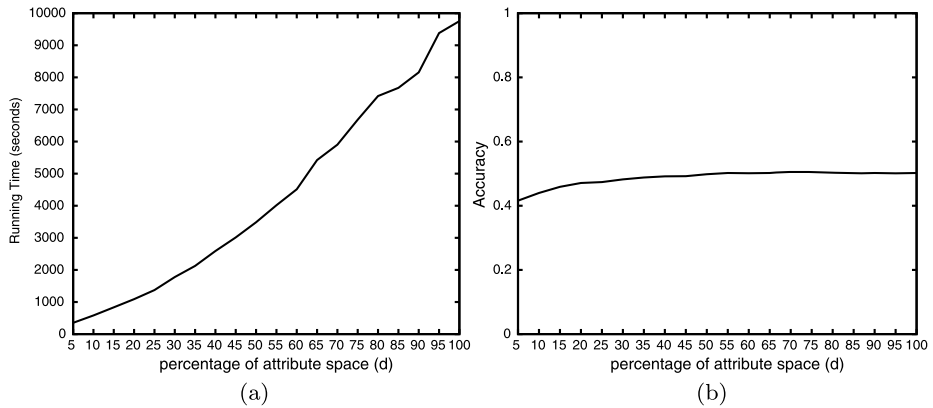 10000
9000
8000
7000
6000
5000
4000
3000
2000
1000
0
Running Time (seconds)
5 10 15 20 25 30 35 40 45 50 55 60 65 70 75 80 85 90 95 100
percentage of attribute space (d)
(a)
1
0.8
0.6
0.4
0.2
0
Accuracy
5 10 15 20 25 30 35 40 45 50 55 60 65 70 75 80 85 90 95 100
percentage of attribute space (d)
(b)